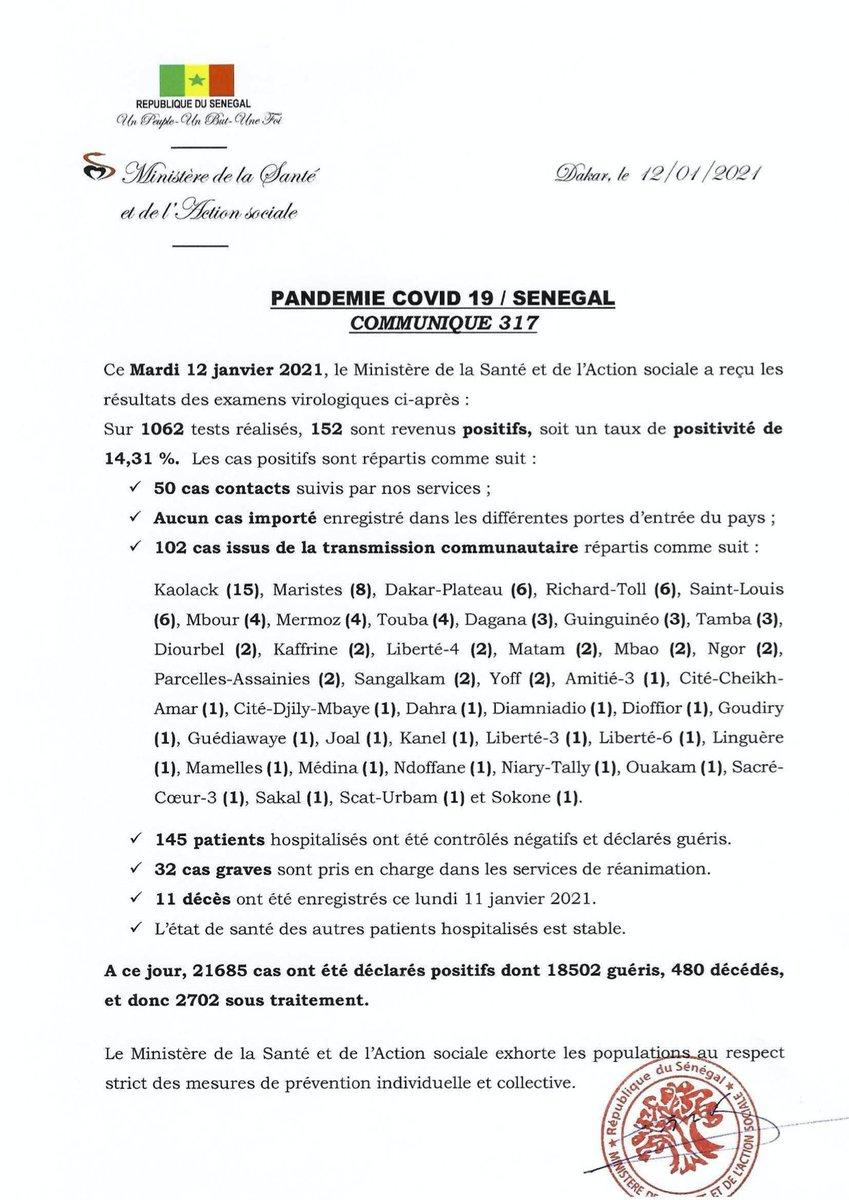 REPUBLIQUE DU SENEGAL
Un Peuple-Un But-Une Foi
Ministère de la Santé
et de l'Action sociale
Dakar, le 12/01/2021
PANDEMIE COVID 19 / SENEGAL
COMMUNIQUE 317
Ce Mardi 12 janvier 2021, le Ministère de la Santé et de l'Action sociale a reçu les
résultats des examens virologiques ci-après :
Sur 1062 tests réalisés, 152 sont revenus positifs, soit un taux de positivité de
14,31 %. Les cas positifs sont répartis comme suit :
✓ 50 cas contacts suivis par nos services ;
✓ Aucun cas importé enregistré dans les différentes portes d'entrée du pays ;
✓ 102 cas issus de la transmission communautaire répartis comme suit :
Kaolack (15), Maristes (8), Dakar-Plateau (6), Richard-Toll (6), Saint-Louis
(6), Mbour (4), Mermoz (4), Touba (4), Dagana (3), Guinguinéo (3), Tamba (3),
Diourbel (2), Kaffrine (2), Liberté-4 (2), Matam (2), Mbao (2), Ngor (2),
Parcelles-Assainies (2), Sangalkam (2), Yoff (2), Amitié-3 (1), Cité-Cheikh-
Amar (1), Cité-Djily-Mbaye (1), Dahra (1), Diamniadio (1), Dioffior (1), Goudiry
(1), Guédiawaye (1), Joal (1), Kanel (1), Liberté-3 (1), Liberté-6 (1), Linguère
(1), Mamelles (1), Médina (1), Ndoffane (1), Niary-Tally (1), Ouakam (1), Sacré-
Cœur-3 (1), Sakal (1), Scat-Urbam (1) et Sokone (1).
✓ 145 patients hospitalisés ont été contrôlés négatifs et déclarés guéris.
✓ 32 cas graves sont pris en charge dans les services de réanimation.
✓ 11 décès ont été enregistrés ce lundi 11 janvier 2021.
✓ L'état de santé des autres patients hospitalisés est stable.
A ce jour, 21685 cas ont été déclarés positifs dont 18502 guéris, 480 décédés,
et donc 2702 sous traitement.
Le Ministère de la Santé et de l'Action sociale exhorte les populations au respect
strict des mesures de prévention individuelle et collective.
République du Sénégal
ET DE L'ACTION SOCIALE